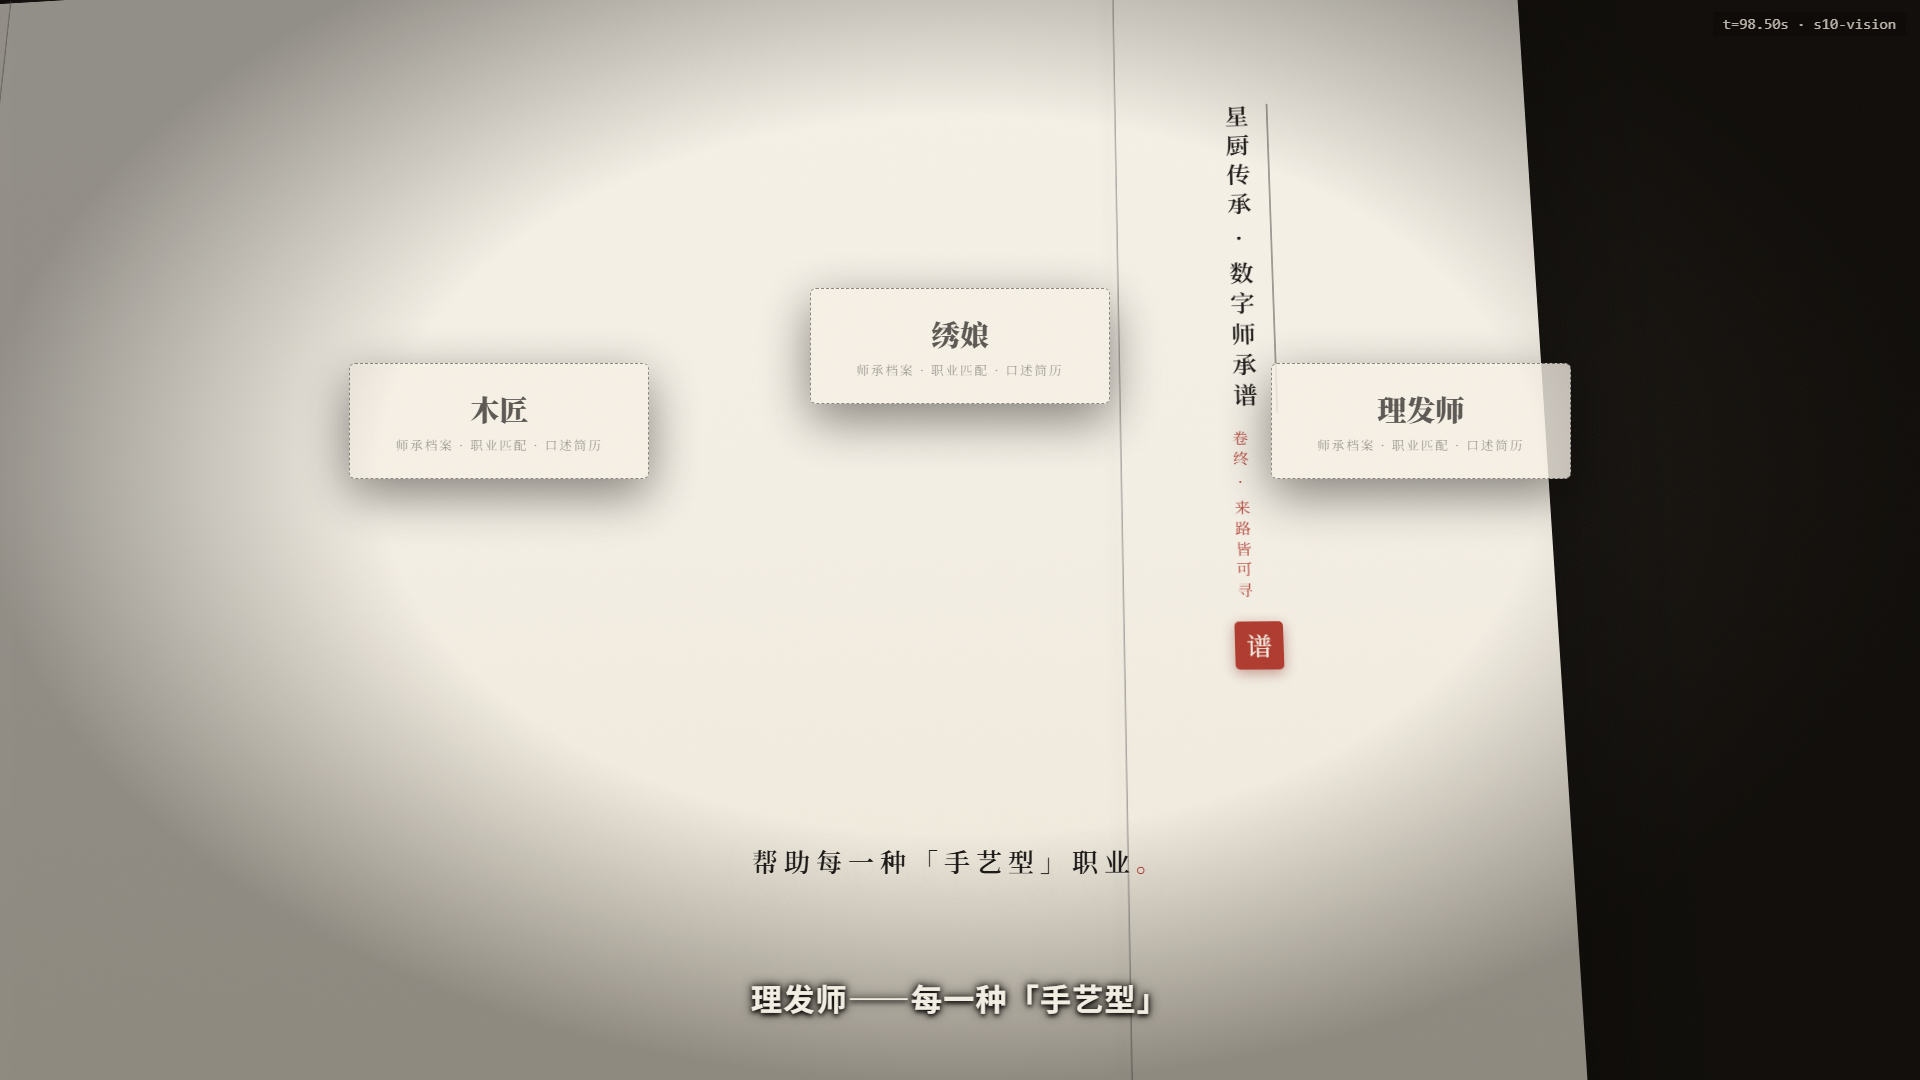 t=98.50s · s10-vision
星厨传承·数字师承谱
卷终·来路皆可寻
谱
绣娘
师承档案 · 职业匹配 · 口述简历
木匠
师承档案 · 职业匹配 · 口述简历
理发师
师承档案 · 职业匹配 · 口述简历
帮助每一种「手艺型」职业。
理发师——每一种「手艺型」